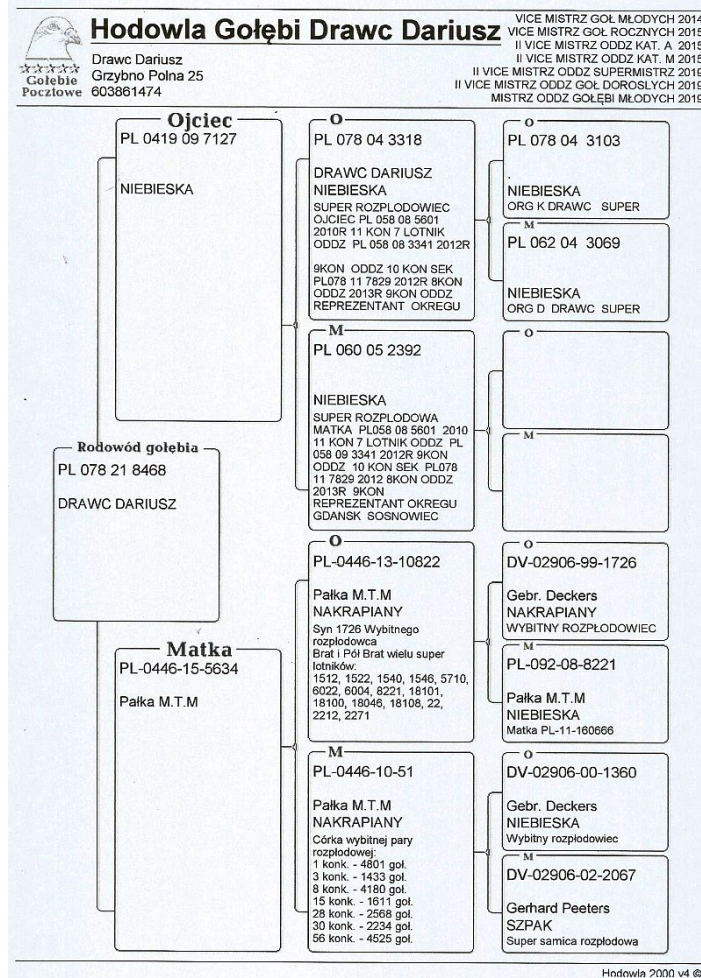 Hodowla Gołębi Drawc Dariusz
Drawc Dariusz
Grzybno Polna 25
603861474
Gołebie
Pocztowe
VICE MISTRZ GOŁ MŁODYCH 2014
VICE MISTRZ GOŁ ROCZNYCH 2015
II VICE MISTRZ ODDZ KAT. A 2015
II VICE MISTRZ ODDZ KAT. M 2015
II VICE MISTRZ ODDZ SUPERMISTRZ 2019
II VICE MISTRZ ODDZ GOŁ DOROSLYCH 2019
MISTRZ ODDZ GOŁĘBI MŁODYCH 2019
Rodowód gołębia
PL 078 21 8468
DRAWC DARIUSZ
Ojciec
PL 0419 09 7127
NIEBIESKA
Matka
PL-0446-15-5634
Pałka M.T.M
O
PL 078 04 3318
DRAWC DARIUSZ
NIEBIESKA
SUPER ROZPLODOWIEC
OJCIEC PL 058 08 5601
2010R 11 KON 7 LOTNIK
ODDZ PL 058 08 3341 2012R
9KON ODDZ 10 KON SEK
PL078 11 7829 2012R 8KON
ODDZ 2013R 9KON ODDZ
REPREZENTANT OKREGU
M
PL 060 05 2392
NIEBIESKA
SUPER ROZPLODOWA
MATKA PL058 08 5601 2010
11 KON 7 LOTNIK ODDZ PL
058 09 3341 2012R 9KON
ODDZ 10 KON SEK PL078
11 7829 2012 8KON ODDZ
2013R 9KON
REPREZENTANT OKREGU
GDANSK SOSNOWIEC
O
PL-0446-13-10822
Pałka M.T.M
NAKRAPIANY
Syn 1726 Wybitnego
rozpłodowca
Brat i Pół Brat wielu super
lotników:
1512, 1522, 1540, 1546, 5710,
6022, 6004, 8221, 18101,
18100, 18046, 18108, 22,
2212, 2271
M
PL-0446-10-51
Pałka M.T.M
NAKRAPIANY
Córka wybitnej pary
rozpłodowej:
1 konk. - 4801 goł.
3 konk. - 1433 goł.
8 konk. - 4180 goł.
15 konk. - 1611 goł.
28 konk. - 2568 goł.
30 konk. - 2234 goł.
56 konk. - 4525 goł.
O
PL 078 04 3103
.
NIEBIESKA
ORG K DRAWC SUPER
M
PL 062 04 3069
NIEBIESKA
ORG D DRAWC SUPER
O
M
O
DV-02906-99-1726
Gebr. Deckers
NAKRAPIANY
WYBITNY ROZPŁODOWIEC
M
PL-092-08-8221
Pałka M.T.M
NIEBIESKA
Matka PL-11-160666
O
DV-02906-00-1360
Gebr. Deckers
NIEBIESKA
Wybitny rozpłodowiec
M
DV-02906-02-2067
Gerhard Peeters
SZPAK
Super samica rozpłodowa
Hodowla 2000 v4 ©